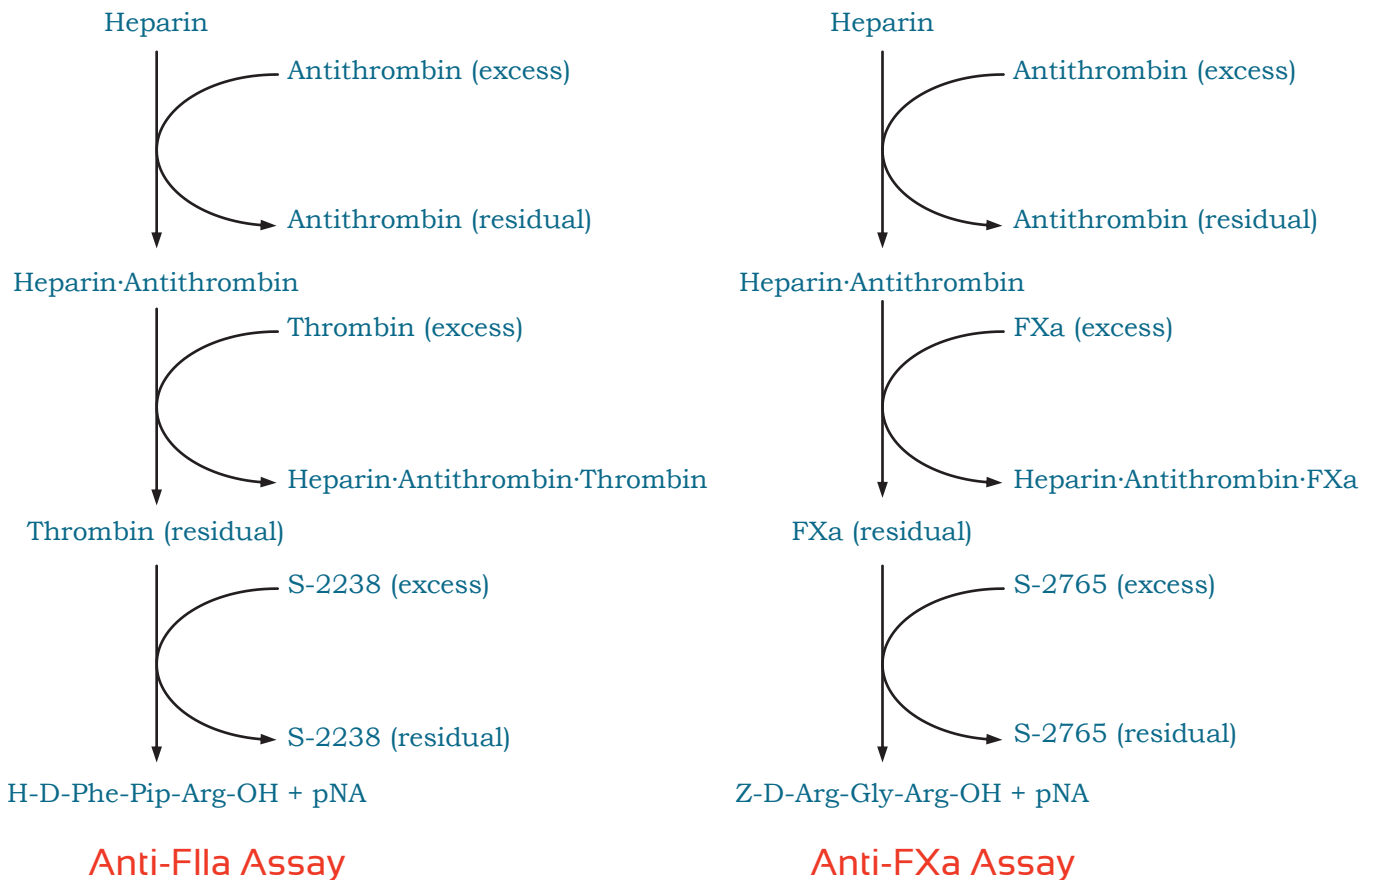 Heparin
Antithrombin (excess)
Antithrombin (residual)
Heparin·Antithrombin
Thrombin (excess)
Heparin·Antithrombin·Thrombin
Thrombin (residual)
S-2238 (excess)
S-2238 (residual)
H-D-Phe-Pip-Arg-OH + pNA
Anti-FIIa Assay
Heparin
Antithrombin (excess)
Antithrombin (residual)
Heparin·Antithrombin
FXa (excess)
Heparin·Antithrombin·FXa
FXa (residual)
S-2765 (excess)
S-2765 (residual)
Z-D-Arg-Gly-Arg-OH + pNA
Anti-FXa Assay